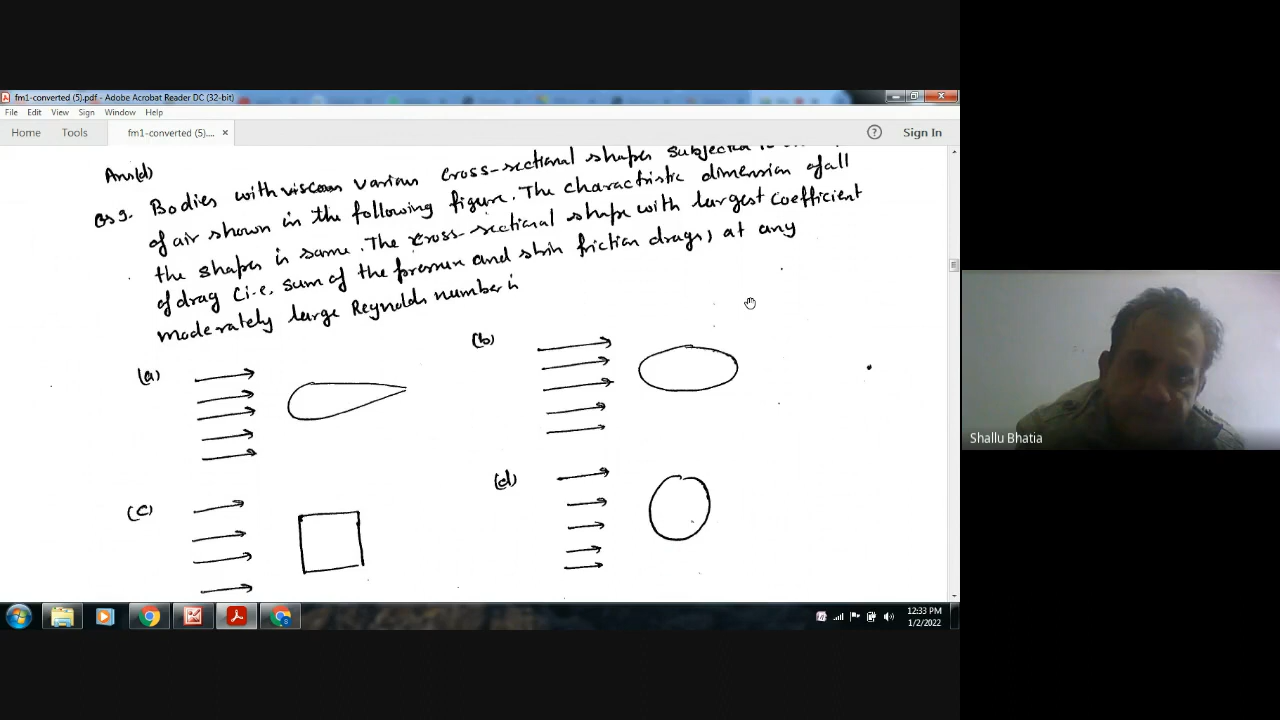 fm1-converted (5).pdf - Adobe Acrobat Reader DC (32-bit)
File Edit View Sign Window Help
Home Tools fm1-converted (5).... × ? Sign In
Ans(d)
Qs 9. Bodies with viscous various cross-sectional shapes subjected to
of air shown in the following figure. The charactristic dimension of all
the shapes is same. The cross-sectional shape with largest coefficient
of drag (i.e. sum of the pressure and skin friction drags) at any
moderately large Reynolds number is
(a)
(b)
(c)
(d)
Shallu Bhatia
12:33 PM
1/2/2022